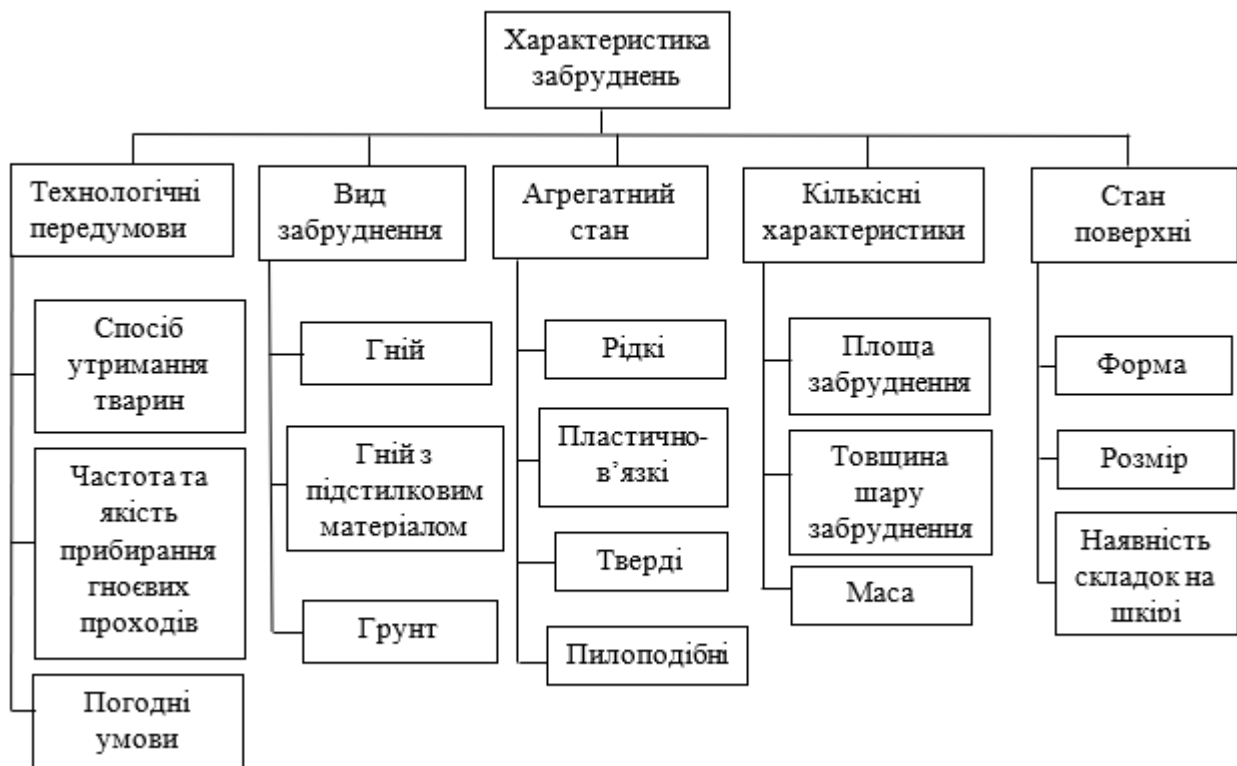 Характеристика
забруднень
Технологічні
передумови
Вид
забруднення
Агрегатний
стан
Кількісні
характеристики
Стан
поверхні
Спосіб
утримання
тварин
Частота та
якість
прибирання
гноєвих
проходів
Погодні
умови
Гній
Гній з
підстилковим
матеріалом
Грунт
Рідкі
Пластично-
в’язкі
Тверді
Пилоподібні
Площа
забруднення
Товщина
шару
забруднення
Маса
Форма
Розмір
Наявність
складок на
шкірі